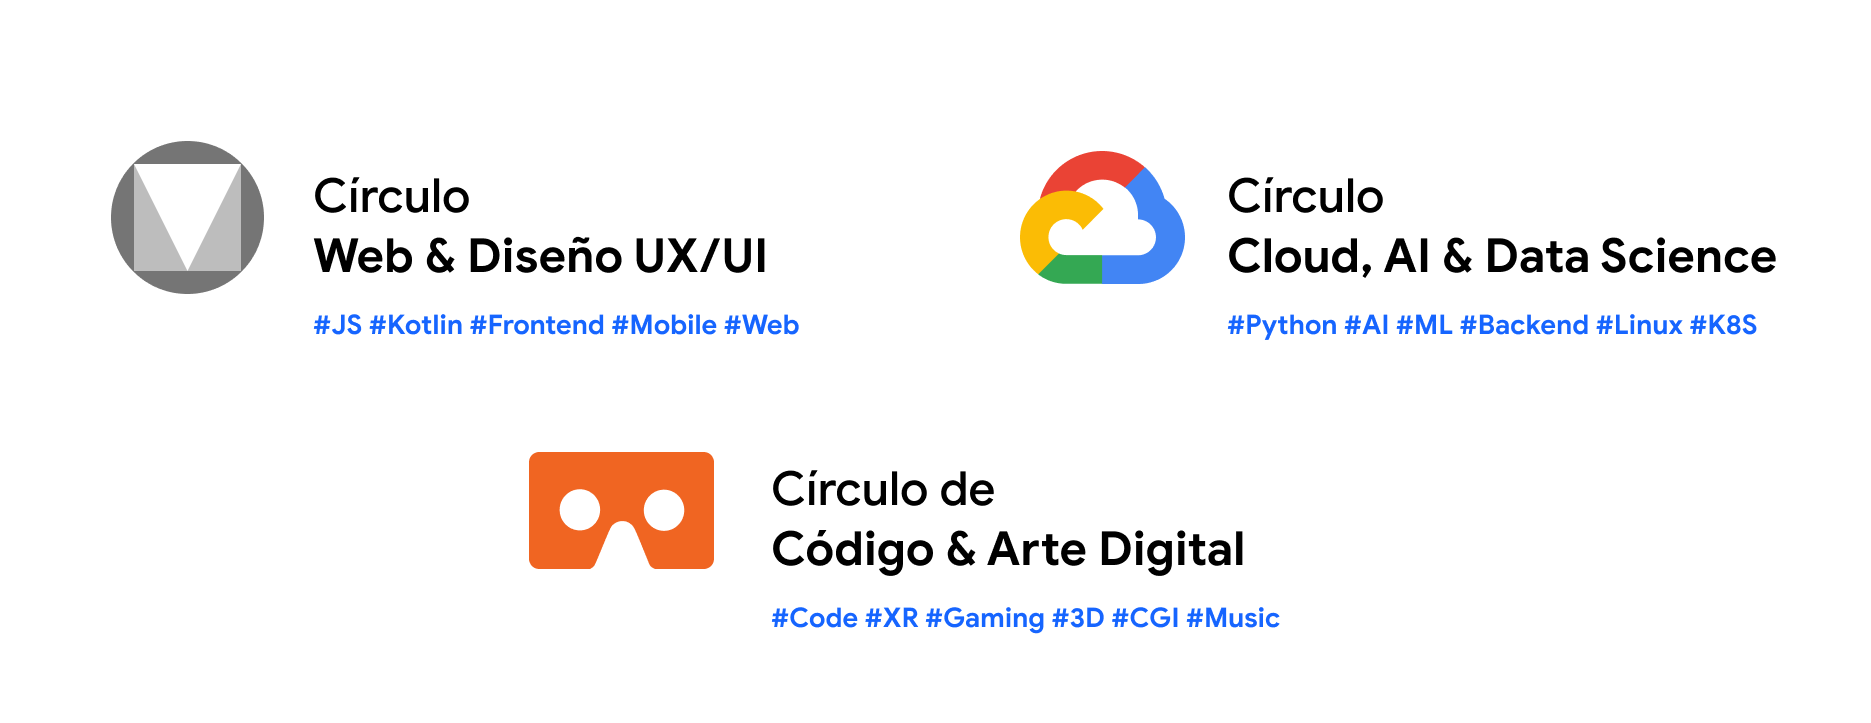 Círculo
Web & Diseño UX/UI
#JS #Kotlin #Frontend #Mobile #Web
Círculo
Cloud, AI & Data Science
#Python #AI #ML #Backend #Linux #K8S
Círculo de
Código & Arte Digital
#Code #XR #Gaming #3D #CGI #Music